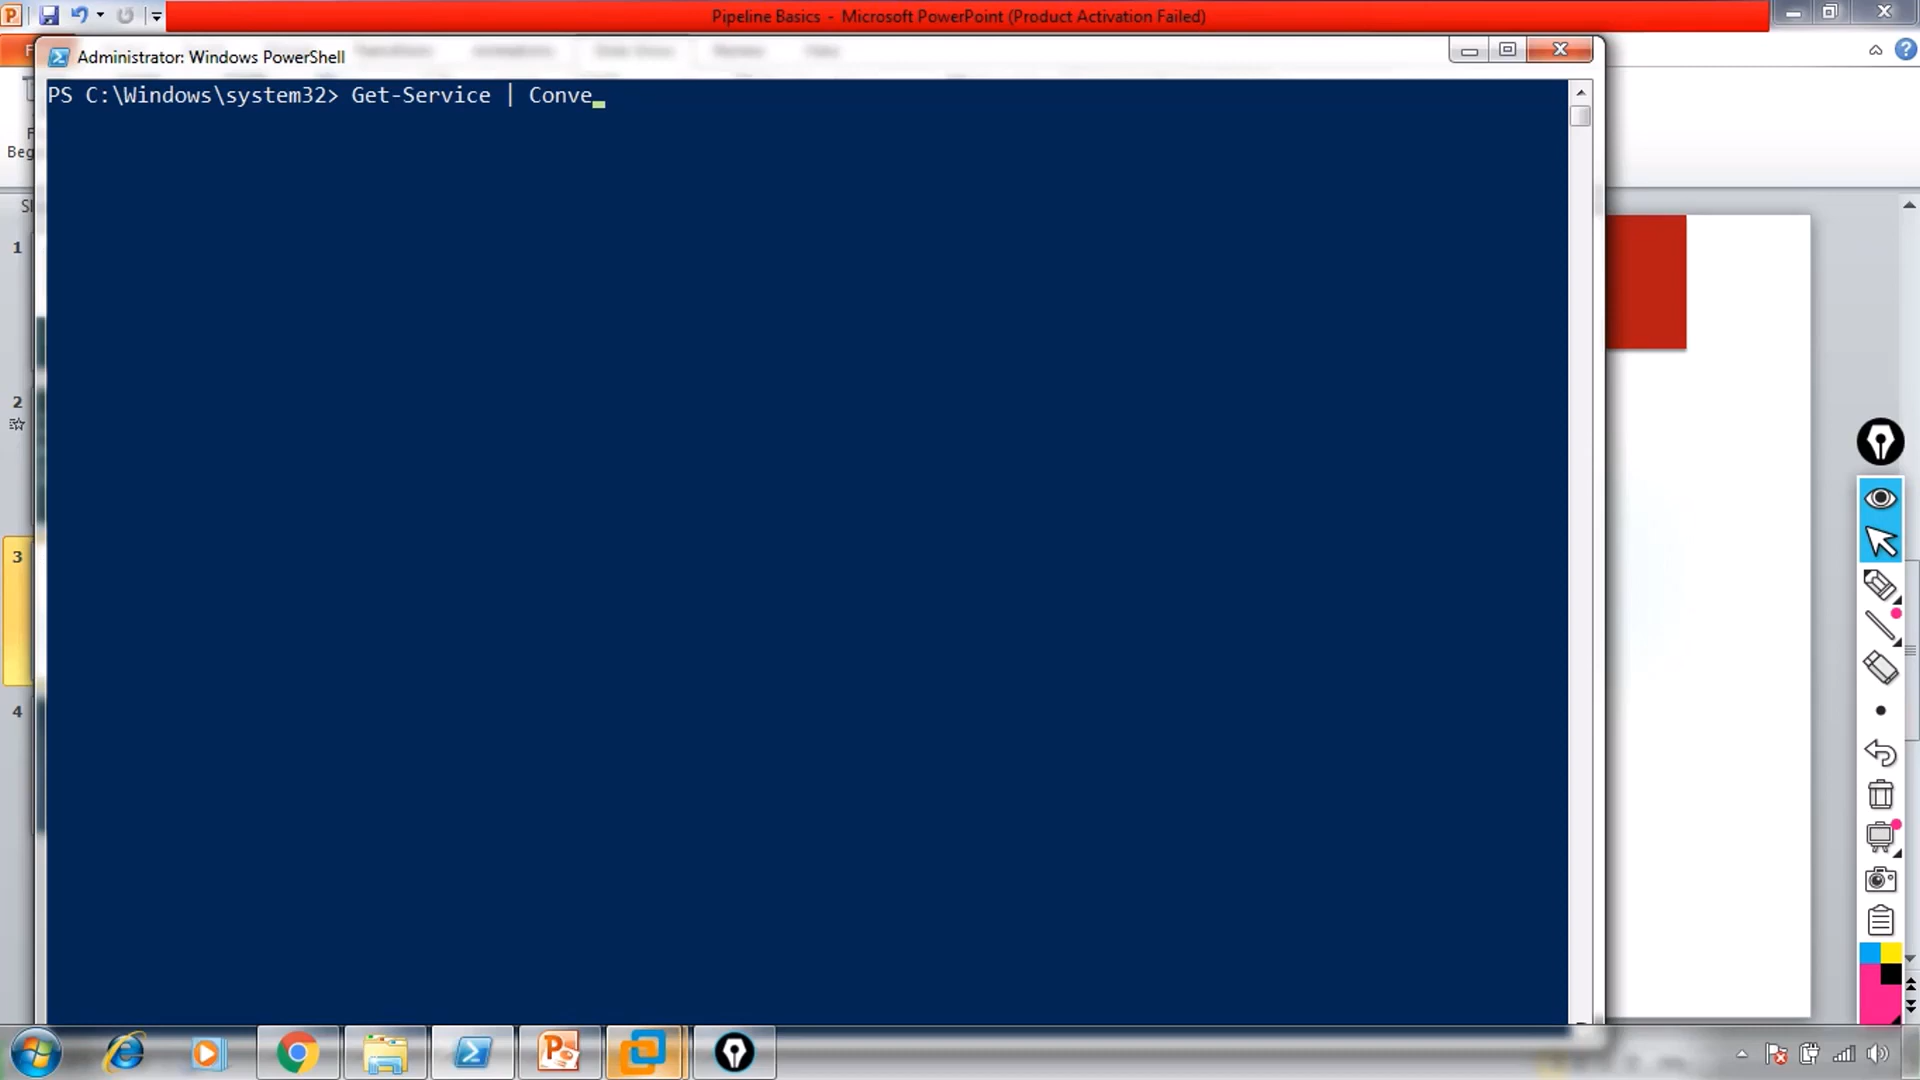 Pipeline Basics - Microsoft PowerPoint (Product Activation Failed)
Administrator: Windows PowerShell
PS C:\Windows\system32> Get-Service | Conve
Beg
Sl
1
2
3
4